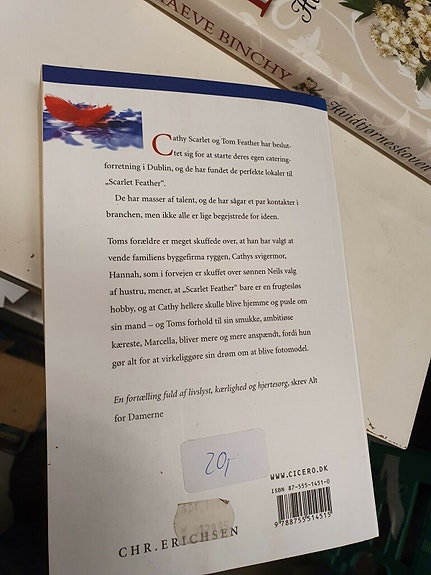 MAEVE BINCHY
Hvidtjørneskoven
Cathy Scarlet og Tom Feather har beslut-
tet sig for at starte deres egen catering-
forretning i Dublin, og de har fundet de perfekte lokaler til
„Scarlet Feather“.
De har masser af talent, og de har sågar et par kontakter i
branchen, men ikke alle er lige begejstrede for ideen.
Toms forældre er meget skuffede over, at han har valgt at
vende familiens byggefirma ryggen, Cathys svigermor,
Hannah, som i forvejen er skuffet over sønnen Neils valg
af hustru, mener, at „Scarlet Feather“ bare er en frugtesløs
hobby, og at Cathy hellere skulle blive hjemme og pusle om
sin mand – og Toms forhold til sin smukke, ambitiøse
kæreste, Marcella, bliver mere og mere anspændt, fordi hun
gør alt for at virkeliggøre sin drøm om at blive fotomodel.
En fortælling fuld af livslyst, kærlighed og hjertesorg, skrev Alt
for Damerne
20,-
WWW.CICERO.DK
ISBN 87-555-1451-0
9788755514515
CHR. ERICHSEN